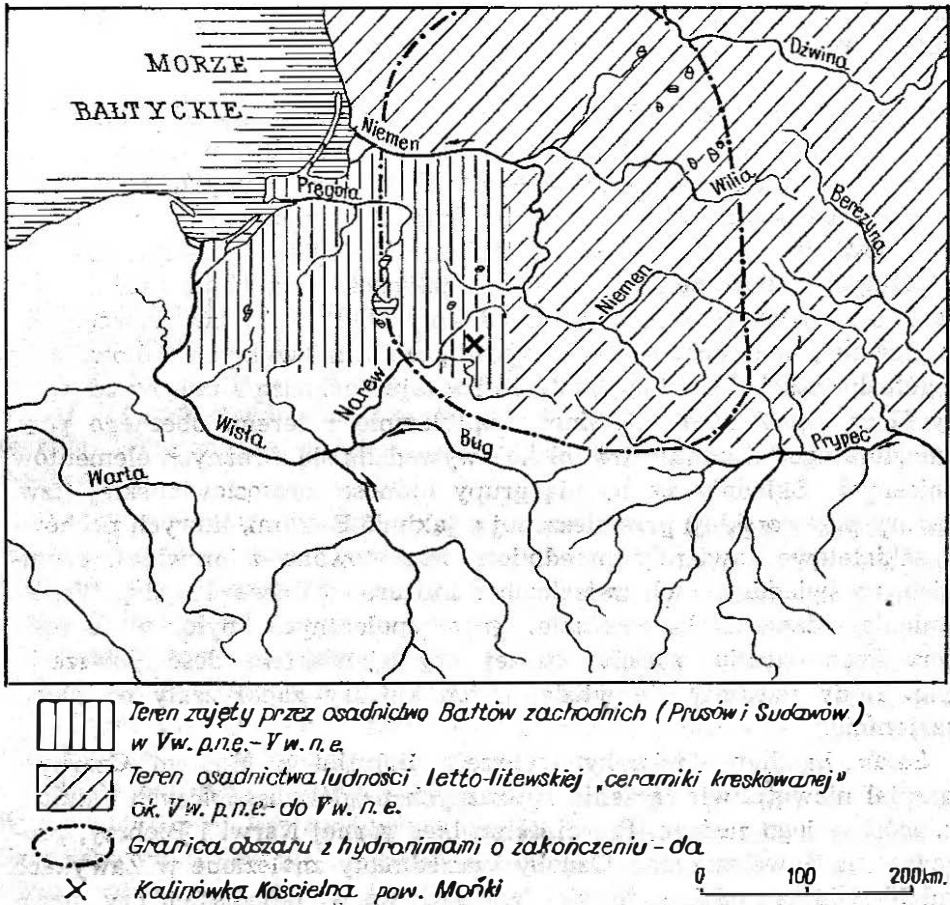 MORZE
BAŁTYCKIE
Dźwina
Niemen
Pregoła
Wilia
Berezyna
Niemen
Narew
Wisła
Bug
Prypeć
Warta
Teren zajęty przez osadnictwo Bałtów zachodnich (Prusów i Sudawów)
w V w. p.n.ę. - V w. n. e.
Teren osadnictwa ludności letto-litewskiej „ceramiki kreskowanej"
ok. V w. p.n.e. do V w. n. e.
Granica obszaru z hydronimami o zakończeniu -da
Kalinówka Kościelna pow. Mońki
0 100 200 km.